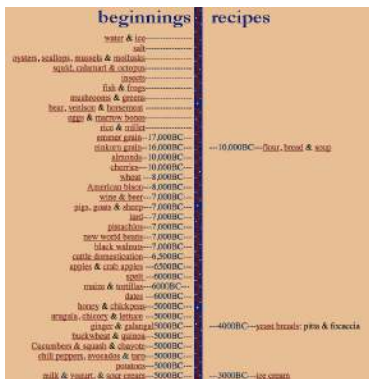 beginnings
recipes
water & ice
salt
oysters, scallops, mussels & mollusks
squid, calamari & octopus
insects
fish & frogs
mushrooms & greens
bear, venison & horsemeat
eggs & marrow bones
rice & millet
emmer grain---17,000BC---
einkorn grain---16,000BC---
---10,000BC---flour, bread & soup
almonds---10,000BC---
cherries---10,000BC---
wheat ---8,000BC---
American bison---8,000BC---
wine & beer---7,000BC---
pigs, goats & sheep---7,000BC---
lard---7,000BC---
pistachios---7,000BC---
new world beans---7,000BC---
black walnuts---7,000BC---
cattle domestication---6,500BC---
apples & crab apples ---6500BC---
spelt---6000BC---
maize & tortillas---6000BC---
dates ---6000BC---
honey & chickpeas---5000BC---
arugula, chicory & lettuce ---5000BC---
ginger & galangal5000BC---
---4000BC---yeast breads: pita & focaccia
buckwheat & quinoa---5000BC---
Cucumbers & squash & chayote---5000BC---
chili peppers, avocados & taro---5000BC---
potatoes---5000BC---
milk & yogurt, & sour cream---5000BC---
---3000BC---ice cream